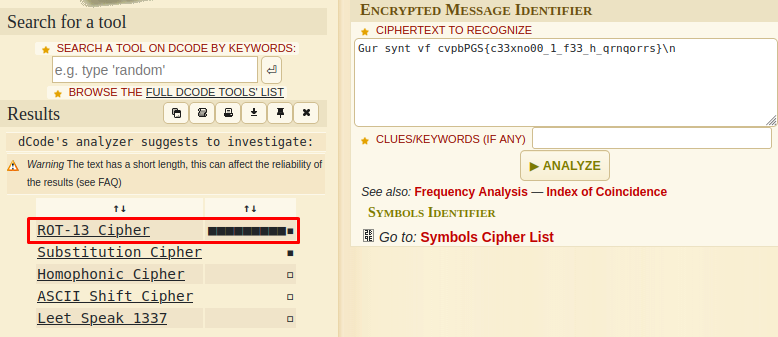 Search for a tool
SEARCH A TOOL ON DCODE BY KEYWORDS:
e.g. type 'random'
BROWSE THE FULL DCODE TOOLS' LIST
Results
dCode's analyzer suggests to investigate:
Warning The text has a short length, this can affect the reliability of
the results (see FAQ)
↑↓ ↑↓
ROT-13 Cipher ■■■■■■■■■▪
Substitution Cipher ▪
Homophonic Cipher ▫
ASCII Shift Cipher ▫
Leet Speak 1337 ▫
ENCRYPTED MESSAGE IDENTIFIER
CIPHERTEXT TO RECOGNIZE
Gur synt vf cvpbPGS{c33xno00_1_f33_h_qrnqorrs}\n
CLUES/KEYWORDS (IF ANY)
▶ ANALYZE
See also: Frequency Analysis — Index of Coincidence
SYMBOLS IDENTIFIER
Go to: Symbols Cipher List